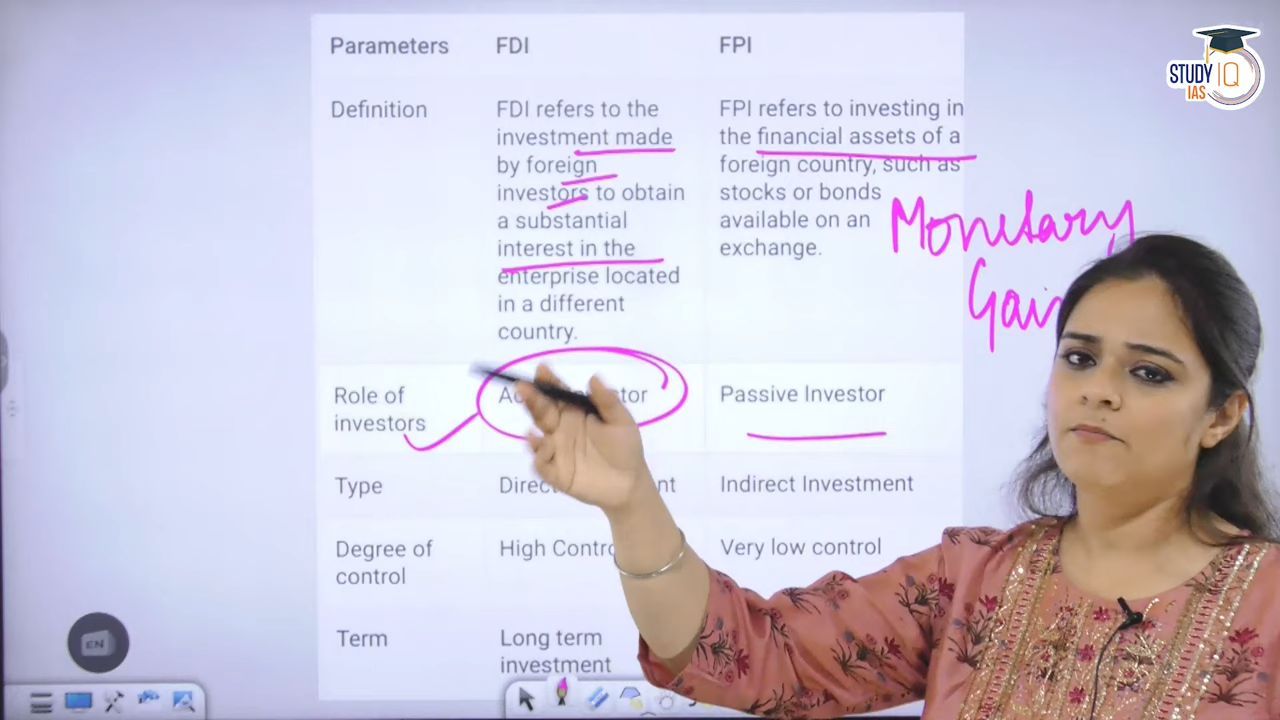 Parameters FDI FPI
Definition
FDI refers to the
investment made
by foreign
investors to obtain
a substantial
interest in the
enterprise located
in a different
country.
FPI refers to investing in
the financial assets of a
foreign country, such as
stocks or bonds
available on an
exchange.
Monetary
Role of
investors
Passive Investor
Type
Indirect Investment
Degree of
control
High
Very low control
Term
Long term
investment
STUDY IQ
IAS
EN